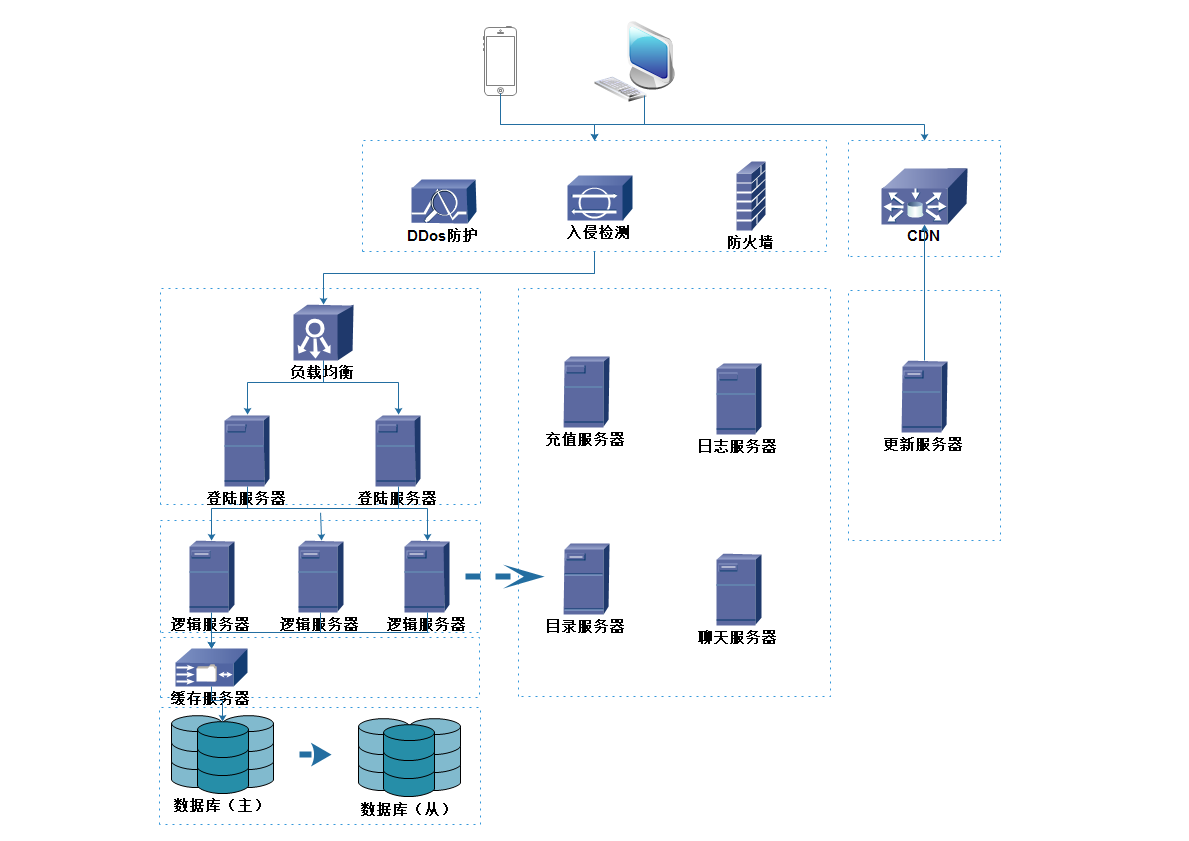 DDos防护
入侵检测
防火墙
CDN
负载均衡
登陆服务器
登陆服务器
充值服务器
日志服务器
更新服务器
逻辑服务器
逻辑服务器
逻辑服务器
目录服务器
聊天服务器
缓存服务器
数据库（主）
数据库（从）